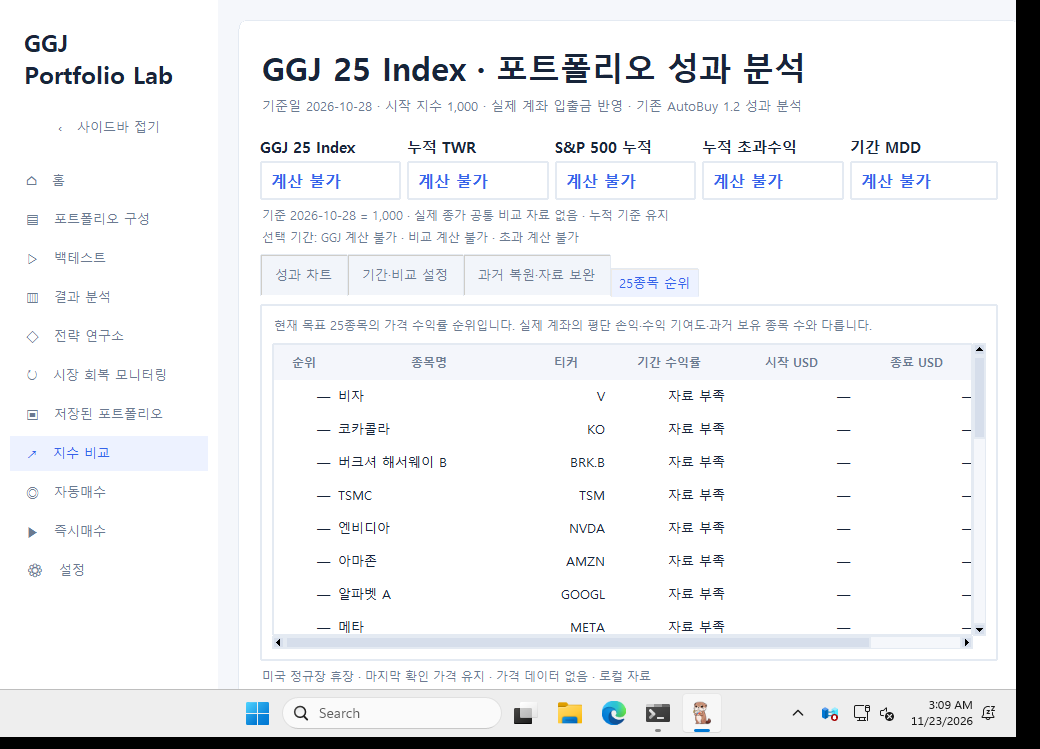 GGJ
Portfolio Lab
‹ 사이드바 접기
홈
포트폴리오 구성
백테스트
결과 분석
전략 연구소
시장 회복 모니터링
저장된 포트폴리오
지수 비교
자동매수
즉시매수
설정
GGJ 25 Index · 포트폴리오 성과 분석
기준일 2026-10-28 · 시작 지수 1,000 · 실제 계좌 입출금 반영 · 기존 AutoBuy 1.2 성과 분석
GGJ 25 Index 누적 TWR S&P 500 누적 누적 초과수익 기간 MDD
계산 불가 계산 불가 계산 불가 계산 불가 계산 불가
기준 2026-10-28 = 1,000 · 실제 종가 공통 비교 자료 없음 · 누적 기준 유지
선택 기간: GGJ 계산 불가 · 비교 계산 불가 · 초과 계산 불가
성과 차트 기간·비교 설정 과거 복원·자료 보완 25종목 순위
현재 목표 25종목의 가격 수익률 순위입니다. 실제 계좌의 평단 손익·수익 기여도·과거 보유 종목 수와 다릅니다.
순위 종목명 티커 기간 수익률 시작 USD 종료 USD
— 비자 V 자료 부족 — —
— 코카콜라 KO 자료 부족 — —
— 버크셔 해서웨이 B BRK.B 자료 부족 — —
— TSMC TSM 자료 부족 — —
— 엔비디아 NVDA 자료 부족 — —
— 아마존 AMZN 자료 부족 — —
— 알파벳 A GOOGL 자료 부족 — —
— 메타 META 자료 부족 — —
미국 정규장 휴장 · 마지막 확인 가격 유지 · 가격 데이터 없음 · 로컬 자료
Search
3:09 AM
11/23/2026